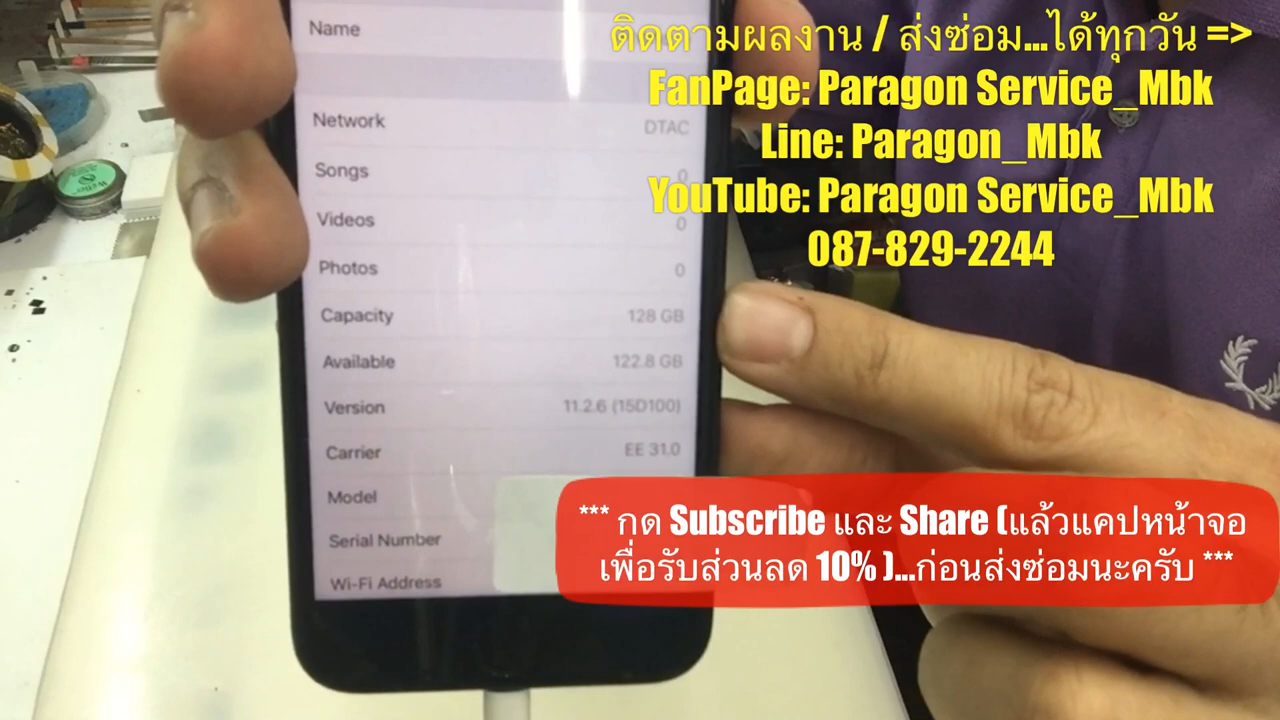 ติดตามผลงาน / ส่งซ่อม...ได้ทุกวัน =>
FanPage: Paragon Service_Mbk
Line: Paragon_Mbk
YouTube: Paragon Service_Mbk
087-829-2244
Name
Network DTAC
Songs 0
Videos 0
Photos 0
Capacity 128 GB
Available 122.8 GB
Version 11.2.6 (15D100)
Carrier EE 31.0
Model
Serial Number
Wi-Fi Address
*** กด Subscribe และ Share (แล้วแคปหน้าจอ
เพื่อรับส่วนลด 10% )...ก่อนส่งซ่อมนะครับ ***